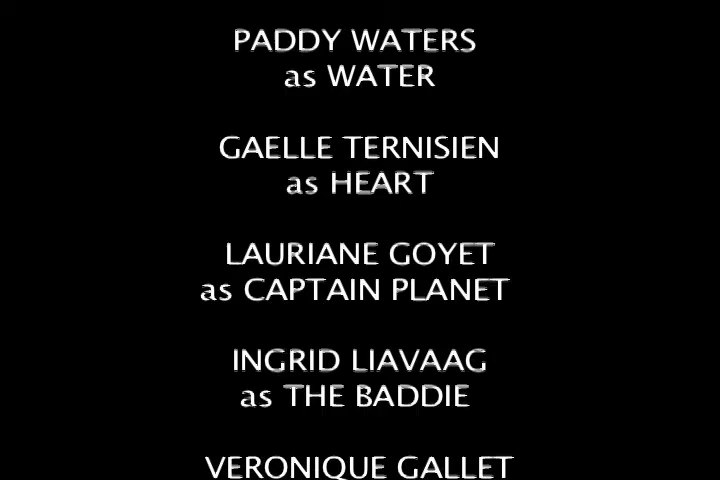 PADDY WATERS
as WATER
GAELLE TERNISIEN
as HEART
LAURIANE GOYET
as CAPTAIN PLANET
INGRID LIAVAAG
as THE BADDIE
VERONIQUE GALLET